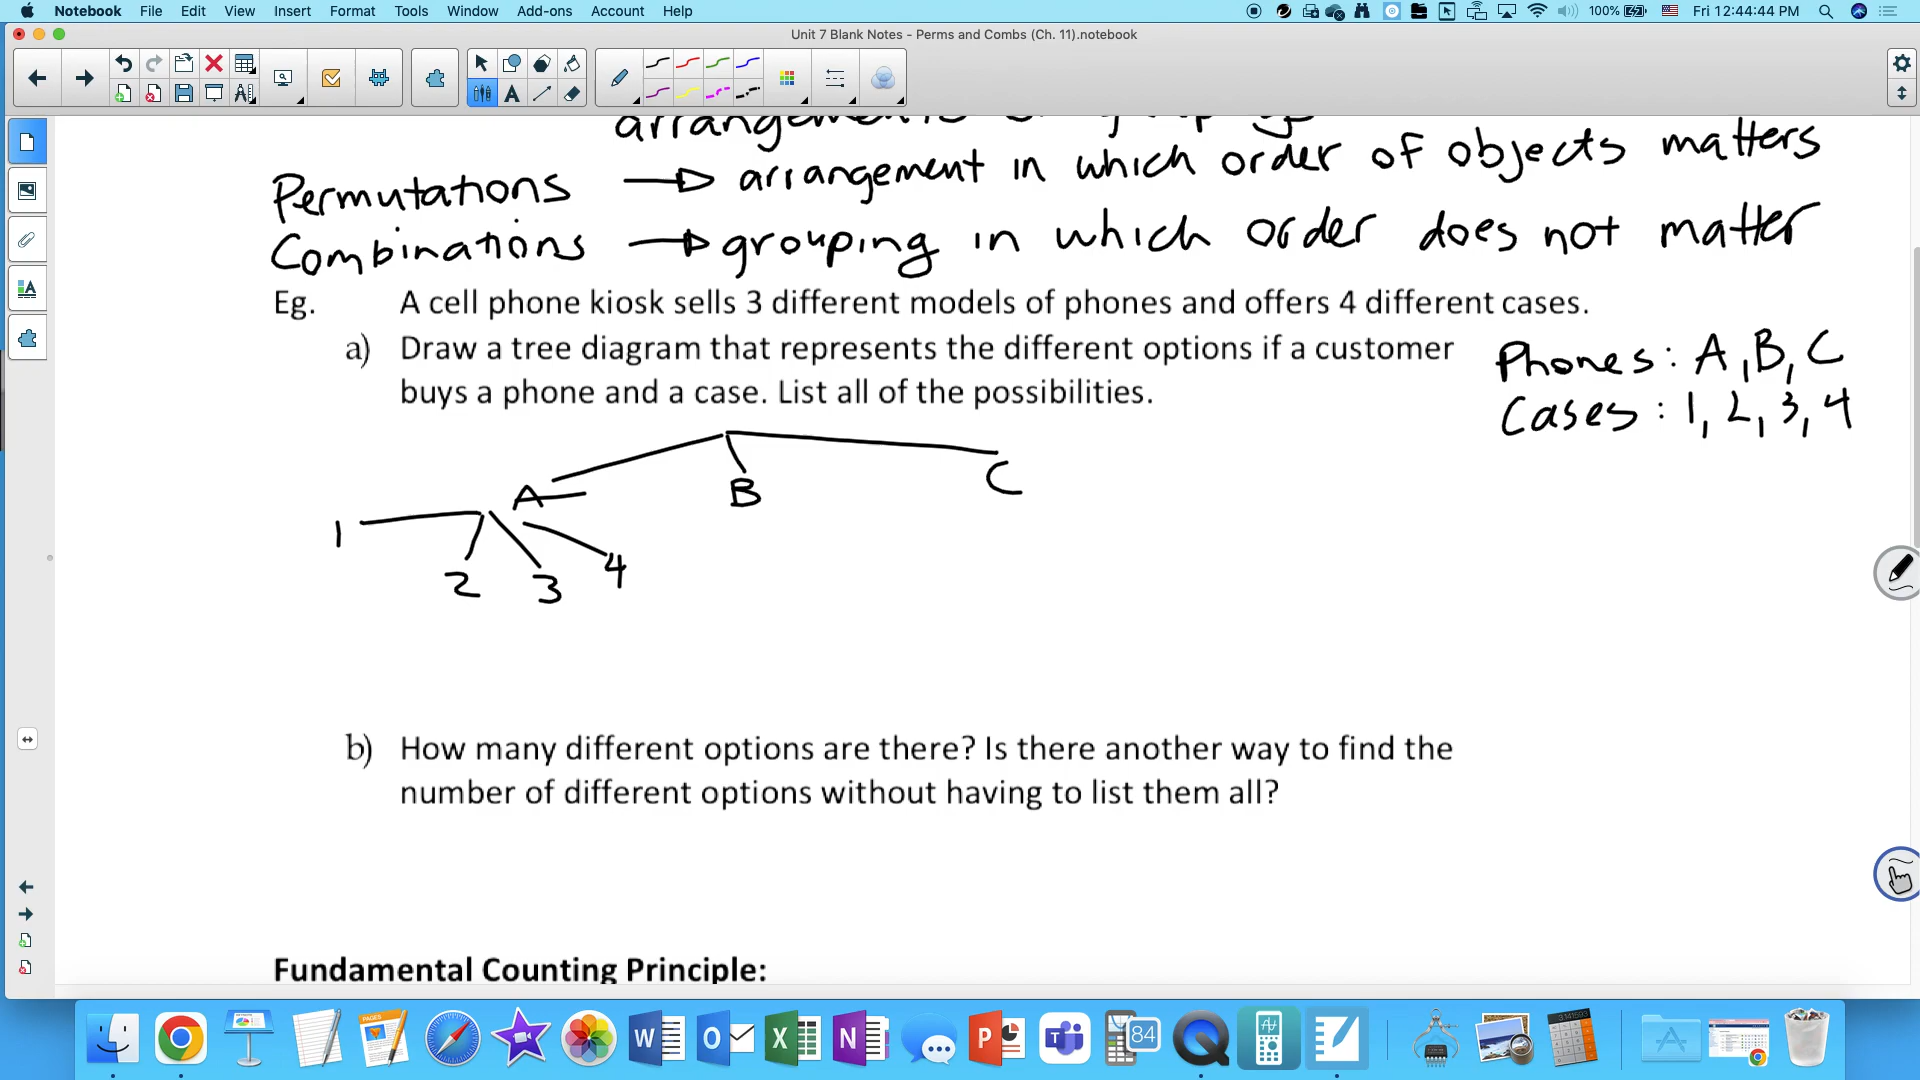 Notebook File Edit View Insert Format Tools Window Add-ons Account Help 100% Fri 12:44:44 PM
Unit 7 Blank Notes - Perms and Combs (Ch. 11).notebook
Permutations → arrangement in which order of objects matters
Combinations → grouping in which order does not matter
Eg. A cell phone kiosk sells 3 different models of phones and offers 4 different cases.
a) Draw a tree diagram that represents the different options if a customer
buys a phone and a case. List all of the possibilities.
Phones: A, B, C
Cases: 1, 2, 3, 4
A B C
1 2 3 4
b) How many different options are there? Is there another way to find the
number of different options without having to list them all?
Fundamental Counting Principle:
84
3141593